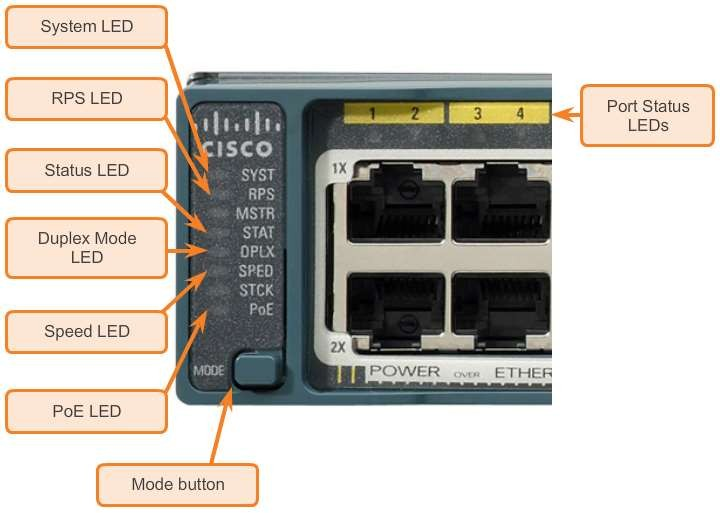 System LED
RPS LED
Status LED
Duplex Mode
LED
Speed LED
PoE LED
Mode button
Port Status
LEDs
1 2 3 4
CISCO
SYST
RPS
MSTR
STAT
DPLX
SPED
STCK
PoE
MODE
1X
2X
POWER OVER ETHER